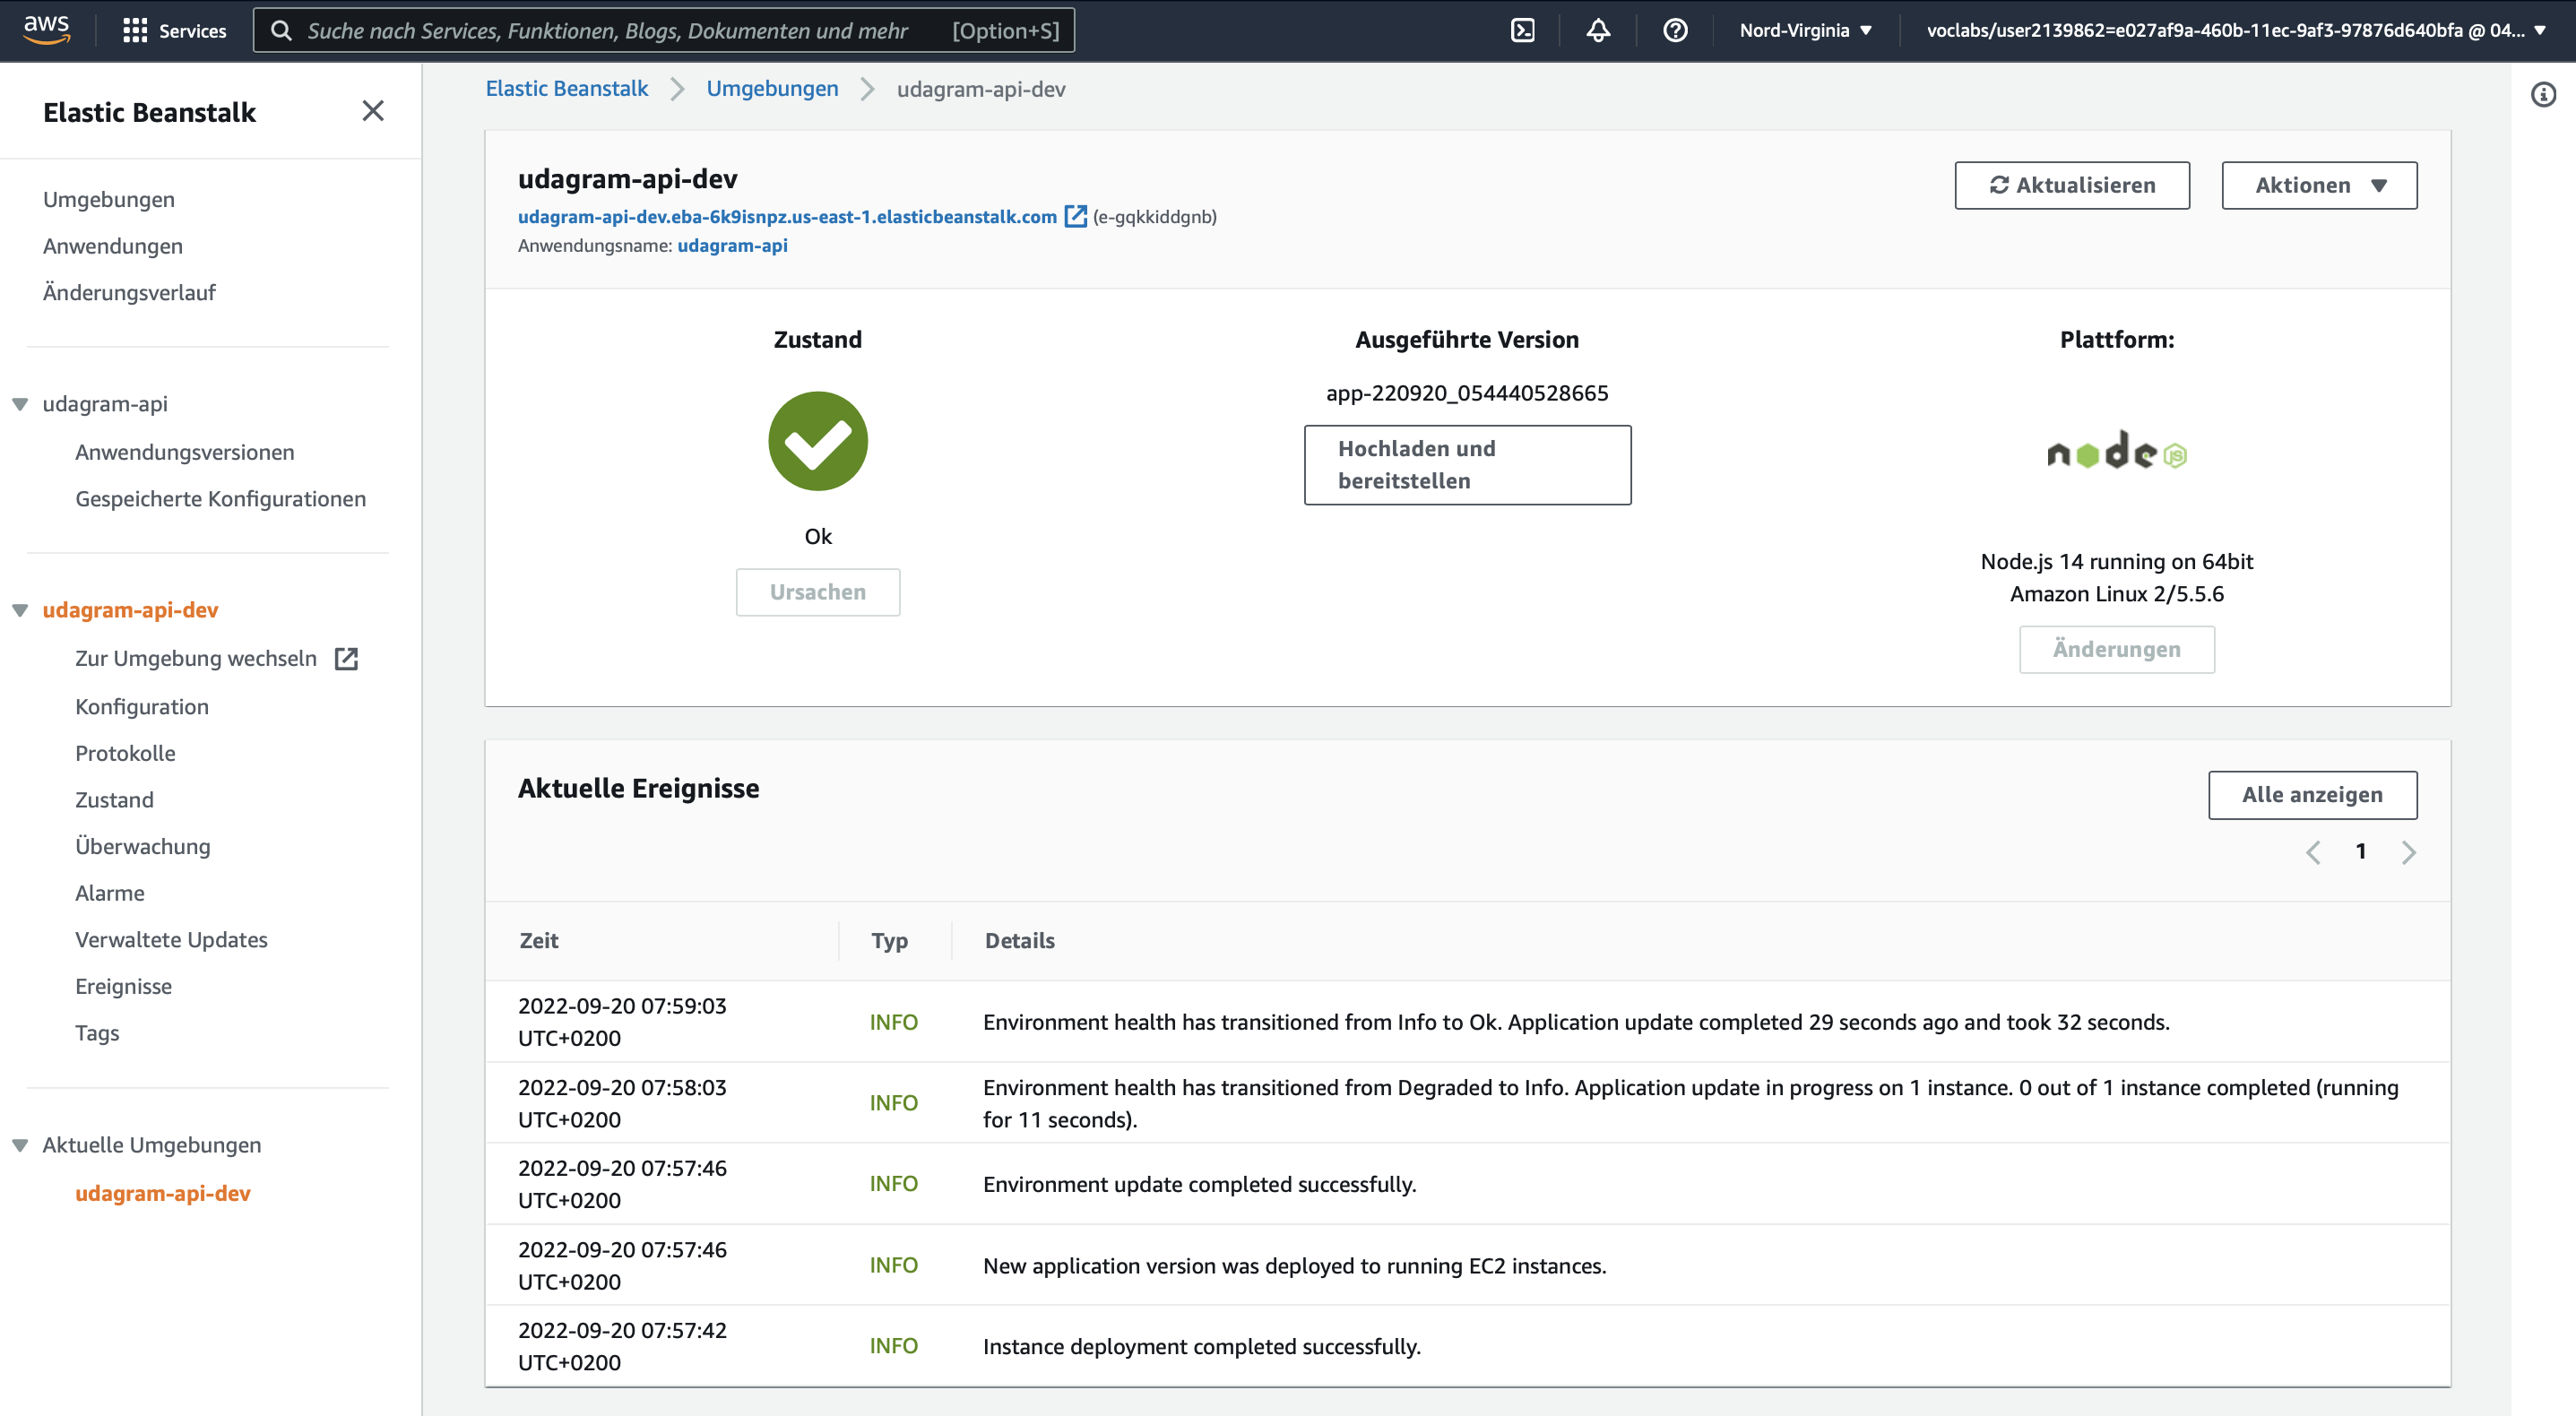 aws
Services
Suche nach Services, Funktionen, Blogs, Dokumenten und mehr [Option+S]
Nord-Virginia
voclabs/user2139862=e027af9a-460b-11ec-9af3-97876d640bfa @ 04...
Elastic Beanstalk
Umgebungen
Anwendungen
Änderungsverlauf
udagram-api
Anwendungsversionen
Gespeicherte Konfigurationen
udagram-api-dev
Zur Umgebung wechseln
Konfiguration
Protokolle
Zustand
Überwachung
Alarme
Verwaltete Updates
Ereignisse
Tags
Aktuelle Umgebungen
udagram-api-dev
Elastic Beanstalk > Umgebungen > udagram-api-dev
udagram-api-dev
udagram-api-dev.eba-6k9isnpz.us-east-1.elasticbeanstalk.com (e-gqkkiddgnb)
Anwendungsname: udagram-api
Aktualisieren
Aktionen
Zustand
Ok
Ursachen
Ausgeführte Version
app-220920_054440528665
Hochladen und
bereitstellen
Plattform:
node JS
Node.js 14 running on 64bit
Amazon Linux 2/5.5.6
Änderungen
Aktuelle Ereignisse
Alle anzeigen
1
Zeit Typ Details
2022-09-20 07:59:03
UTC+0200
INFO
Environment health has transitioned from Info to Ok. Application update completed 29 seconds ago and took 32 seconds.
2022-09-20 07:58:03
UTC+0200
INFO
Environment health has transitioned from Degraded to Info. Application update in progress on 1 instance. 0 out of 1 instance completed (running
for 11 seconds).
2022-09-20 07:57:46
UTC+0200
INFO
Environment update completed successfully.
2022-09-20 07:57:46
UTC+0200
INFO
New application version was deployed to running EC2 instances.
2022-09-20 07:57:42
UTC+0200
INFO
Instance deployment completed successfully.